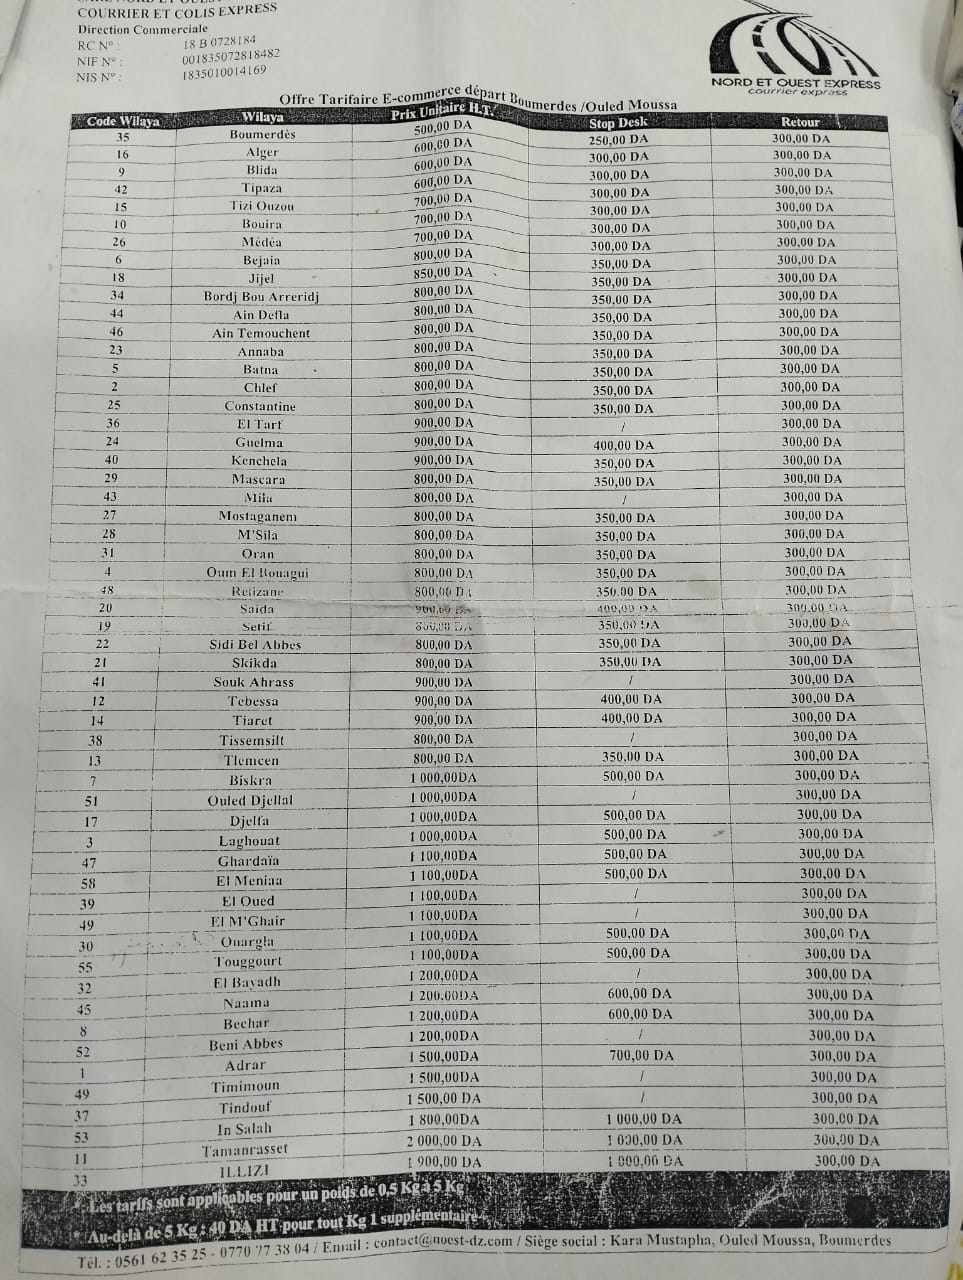 COURRIER ET COLIS EXPRESS
Direction Commerciale
RC N° : 18 B 0728184
NIF N° : 001835072818482
NIS N° : 1835010014169
NORD ET OUEST EXPRESS
courrier express
Offre Tarifaire E-commerce départ Boumerdes /Ouled Moussa
Code Wilaya Wilaya Prix Unitaire H.T. Stop Desk Retour
35 Boumerdès 500,00 DA 250,00 DA 300,00 DA
16 Alger 600,00 DA 300,00 DA 300,00 DA
9 Blida 600,00 DA 300,00 DA 300,00 DA
42 Tipaza 600,00 DA 300,00 DA 300,00 DA
15 Tizi Ouzou 700,00 DA 300,00 DA 300,00 DA
10 Bouira 700,00 DA 300,00 DA 300,00 DA
26 Médéa 700,00 DA 300,00 DA 300,00 DA
6 Bejaia 800,00 DA 350,00 DA 300,00 DA
18 Jijel 850,00 DA 350,00 DA 300,00 DA
34 Bordj Bou Arreridj 800,00 DA 350,00 DA 300,00 DA
44 Ain Defla 800,00 DA 350,00 DA 300,00 DA
46 Ain Temouchent 800,00 DA 350,00 DA 300,00 DA
23 Annaba 800,00 DA 350,00 DA 300,00 DA
5 Batna 800,00 DA 350,00 DA 300,00 DA
2 Chlef 800,00 DA 350,00 DA 300,00 DA
25 Constantine 800,00 DA 350,00 DA 300,00 DA
36 El Tarf 900,00 DA / 300,00 DA
24 Guelma 900,00 DA 400,00 DA 300,00 DA
40 Kenchela 900,00 DA 350,00 DA 300,00 DA
29 Mascara 800,00 DA 350,00 DA 300,00 DA
43 Mila 800,00 DA / 300,00 DA
27 Mostaganem 800,00 DA 350,00 DA 300,00 DA
28 M'Sila 800,00 DA 350,00 DA 300,00 DA
31 Oran 800,00 DA 350,00 DA 300,00 DA
4 Oum El Bouagui 800,00 DA 350,00 DA 300,00 DA
48 Relizane 800,00 DA 350,00 DA 300,00 DA
20 Saida 900,00 DA 400,00 DA 300,00 DA
19 Setif 800,00 DA 350,00 DA 300,00 DA
22 Sidi Bel Abbes 800,00 DA 350,00 DA 300,00 DA
21 Skikda 800,00 DA 350,00 DA 300,00 DA
41 Souk Ahrass 900,00 DA / 300,00 DA
12 Tebessa 900,00 DA 400,00 DA 300,00 DA
14 Tiaret 900,00 DA 400,00 DA 300,00 DA
38 Tissemsilt 800,00 DA / 300,00 DA
13 Tlemcen 800,00 DA 350,00 DA 300,00 DA
7 Biskra 1 000,00DA 500,00 DA 300,00 DA
51 Ouled Djellal 1 000,00DA / 300,00 DA
17 Djelfa 1 000,00DA 500,00 DA 300,00 DA
3 Laghouat 1 000,00DA 500,00 DA 300,00 DA
47 Ghardaïa 1 100,00DA 500,00 DA 300,00 DA
58 El Meniaa 1 100,00DA 500,00 DA 300,00 DA
39 El Oued 1 100,00DA / 300,00 DA
49 El M'Ghair 1 100,00DA / 300,00 DA
30 Ouargla 1 100,00DA 500,00 DA 300,00 DA
55 Touggourt 1 100,00DA 500,00 DA 300,00 DA
32 El Bayadh 1 200,00DA / 300,00 DA
45 Naama 1 200,00DA 600,00 DA 300,00 DA
8 Bechar 1 200,00DA 600,00 DA 300,00 DA
52 Beni Abbes 1 200,00DA / 300,00 DA
1 Adrar 1 500,00DA 700,00 DA 300,00 DA
49 Timimoun 1 500,00DA / 300,00 DA
37 Tindouf 1 500,00 DA / 300,00 DA
53 In Salah 1 800,00DA 1 000,00 DA 300,00 DA
11 Tamanrasset 2 000,00 DA 1 000,00 DA 300,00 DA
33 ILLIZI 1 900,00 DA 1 000,00 DA 300,00 DA
* Les tarifs sont applicables pour un poids de 0,5 Kg à 5 Kg
* Au-delà de 5 Kg : 40 DA HT pour tout Kg 1 supplémentaire
Tél. : 0561 62 35 25 - 0770 77 38 04 / Email : contact@noest-dz.com / Siège social : Kara Mustapha, Ouled Moussa, Boumerdes